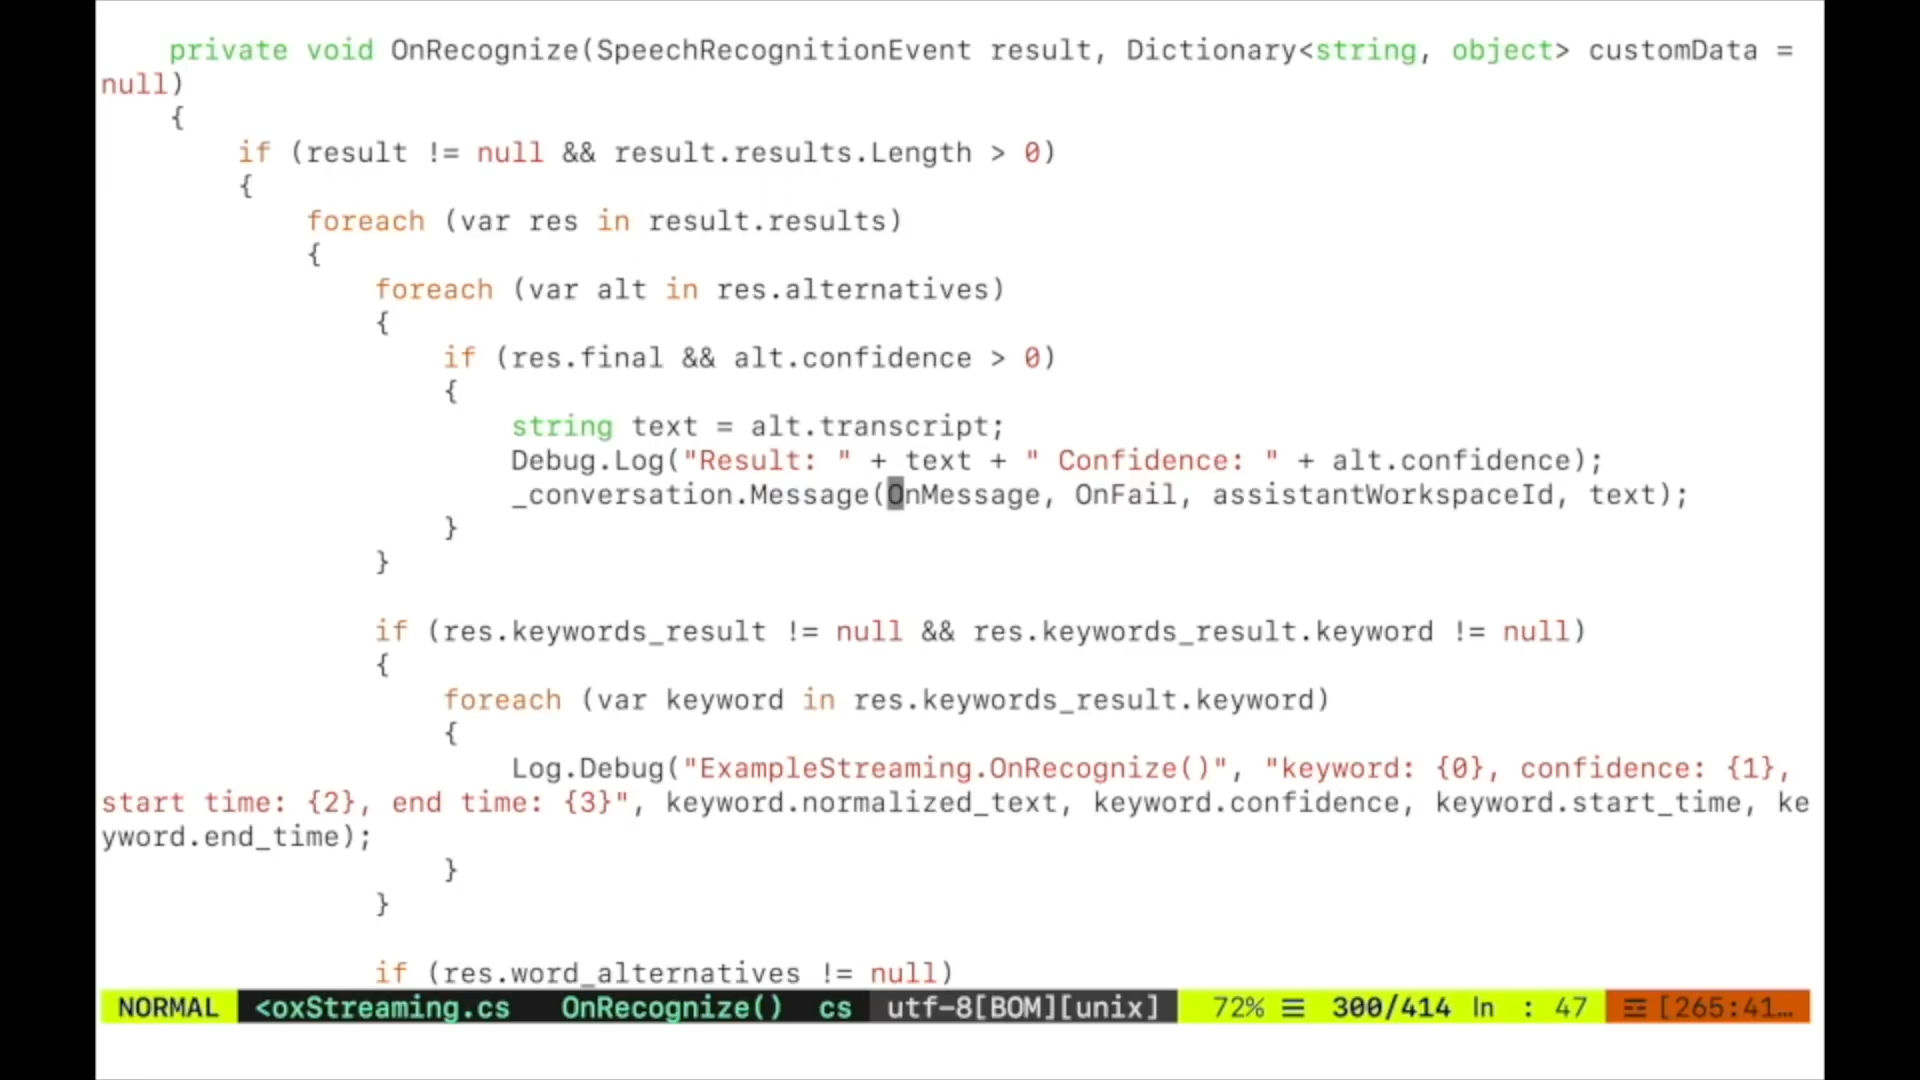 private void OnRecognize(SpeechRecognitionEvent result, Dictionary<string, object> customData =
null)
{
if (result != null && result.results.Length > 0)
{
foreach (var res in result.results)
{
foreach (var alt in res.alternatives)
{
if (res.final && alt.confidence > 0)
{
string text = alt.transcript;
Debug.Log("Result: " + text + " Confidence: " + alt.confidence);
_conversation.Message(OnMessage, OnFail, assistantWorkspaceId, text);
}
}
if (res.keywords_result != null && res.keywords_result.keyword != null)
{
foreach (var keyword in res.keywords_result.keyword)
{
Log.Debug("ExampleStreaming.OnRecognize()", "keyword: {0}, confidence: {1},
start time: {2}, end time: {3}", keyword.normalized_text, keyword.confidence, keyword.start_time, ke
yword.end_time);
}
}
if (res.word_alternatives != null)
NORMAL <oxStreaming.cs OnRecognize() cs utf-8[BOM][unix] 72% ☰ 300/414 ln : 47 ☲ [265:41…